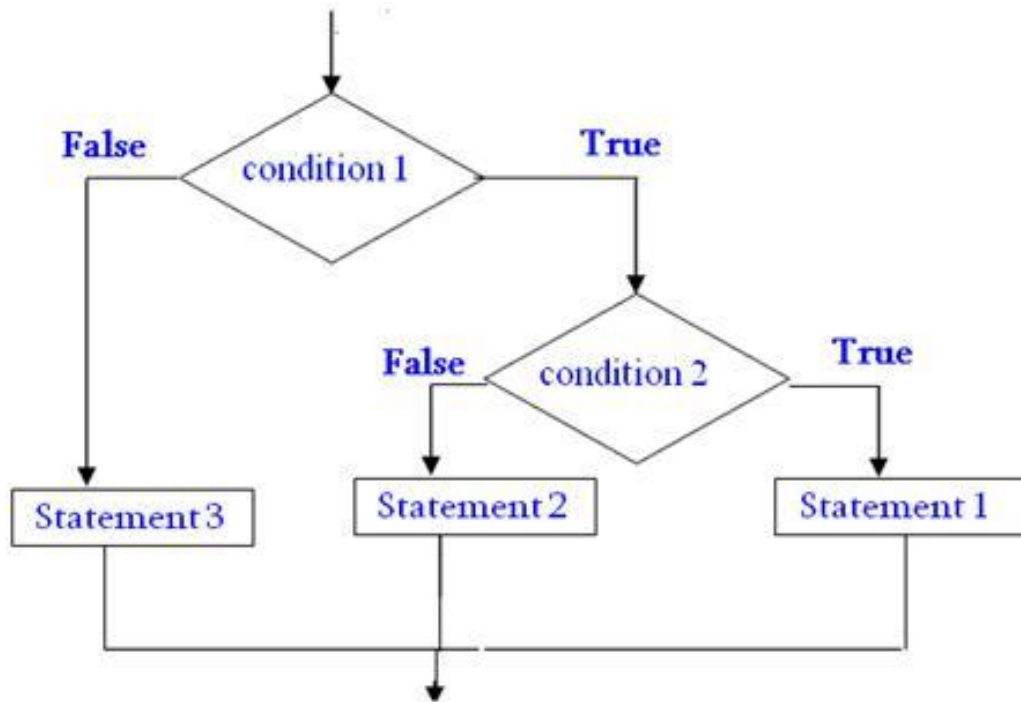 False
True
condition 1
False
True
condition 2
Statement 3
Statement 2
Statement 1